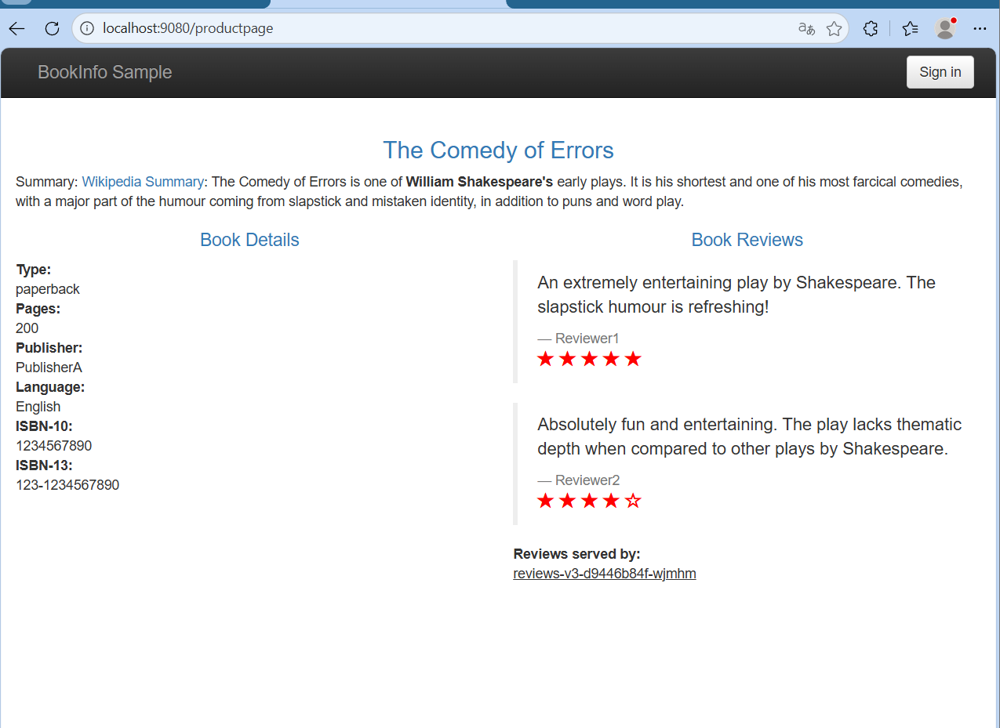 localhost:9080/productpage
BookInfo Sample
Sign in
The Comedy of Errors
Summary: Wikipedia Summary: The Comedy of Errors is one of William Shakespeare's early plays. It is his shortest and one of his most farcical comedies,
with a major part of the humour coming from slapstick and mistaken identity, in addition to puns and word play.
Book Details
Type:
paperback
Pages:
200
Publisher:
PublisherA
Language:
English
ISBN-10:
1234567890
ISBN-13:
123-1234567890
Book Reviews
An extremely entertaining play by Shakespeare. The
slapstick humour is refreshing!
— Reviewer1
★ ★ ★ ★ ★
Absolutely fun and entertaining. The play lacks thematic
depth when compared to other plays by Shakespeare.
— Reviewer2
★ ★ ★ ★ ☆
Reviews served by:
reviews-v3-d9446b84f-wjmhm